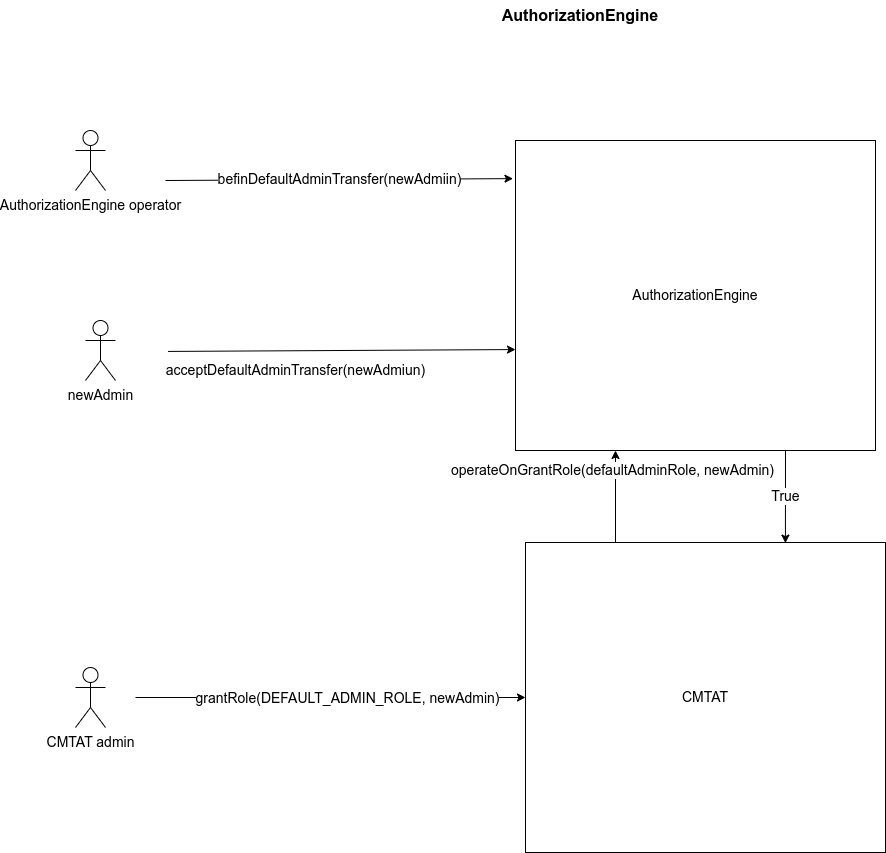 AuthorizationEngine
befinDefaultAdminTransfer(newAdmiin)
AuthorizationEngine operator
AuthorizationEngine
acceptDefaultAdminTransfer(newAdmiun)
newAdmin
operateOnGrantRole(defaultAdminRole, newAdmin)
True
grantRole(DEFAULT_ADMIN_ROLE, newAdmin)
CMTAT
CMTAT admin